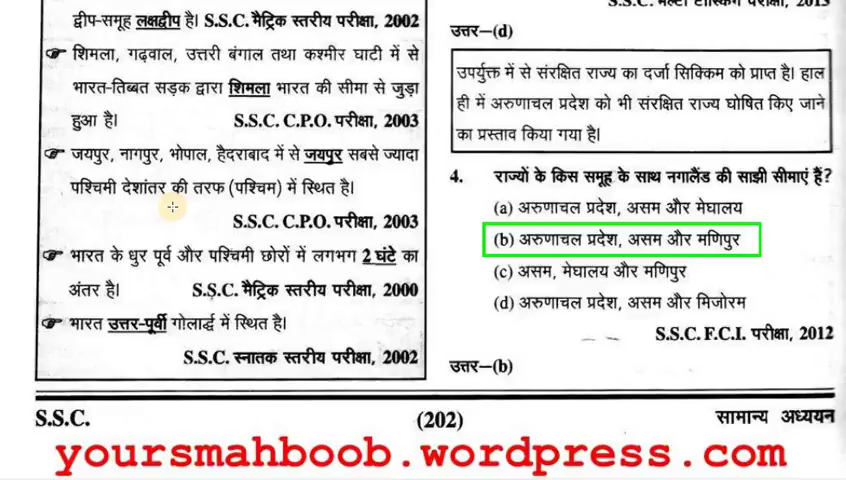 द्वीप-समूह लक्षद्वीप है। S.S.C. मैट्रिक स्तरीय परीक्षा, 2002
☞ शिमला, गढ़वाल, उत्तरी बंगाल तथा कश्मीर घाटी में से
भारत-तिब्बत सड़क द्वारा शिमला भारत की सीमा से जुड़ा
हुआ है। S.S.C. C.P.O. परीक्षा, 2003
☞ जयपुर, नागपुर, भोपाल, हैदराबाद में से जयपुर सबसे ज्यादा
पश्चिमी देशांतर की तरफ (पश्चिम) में स्थित है।
S.S.C. C.P.O. परीक्षा, 2003
☞ भारत के धुर पूर्व और पश्चिमी छोरों में लगभग 2 घंटे का
अंतर है। S.S.C. मैट्रिक स्तरीय परीक्षा, 2000
☞ भारत उत्तर-पूर्वी गोलार्द्ध में स्थित है।
S.S.C. स्नातक स्तरीय परीक्षा, 2002
उत्तर–(d)
उपर्युक्त में से संरक्षित राज्य का दर्जा सिक्किम को प्राप्त है। हाल
ही में अरुणाचल प्रदेश को भी संरक्षित राज्य घोषित किए जाने
का प्रस्ताव किया गया है।
4. राज्यों के किस समूह के साथ नगालैंड की साझी सीमाएं हैं?
(a) अरुणाचल प्रदेश, असम और मेघालय
(b) अरुणाचल प्रदेश, असम और मणिपुर
(c) असम, मेघालय और मणिपुर
(d) अरुणाचल प्रदेश, असम और मिजोरम
S.S.C. F.C.I. परीक्षा, 2012
उत्तर–(b)
S.S.C. (202) सामान्य अध्ययन
yoursmahboob.wordpress.com